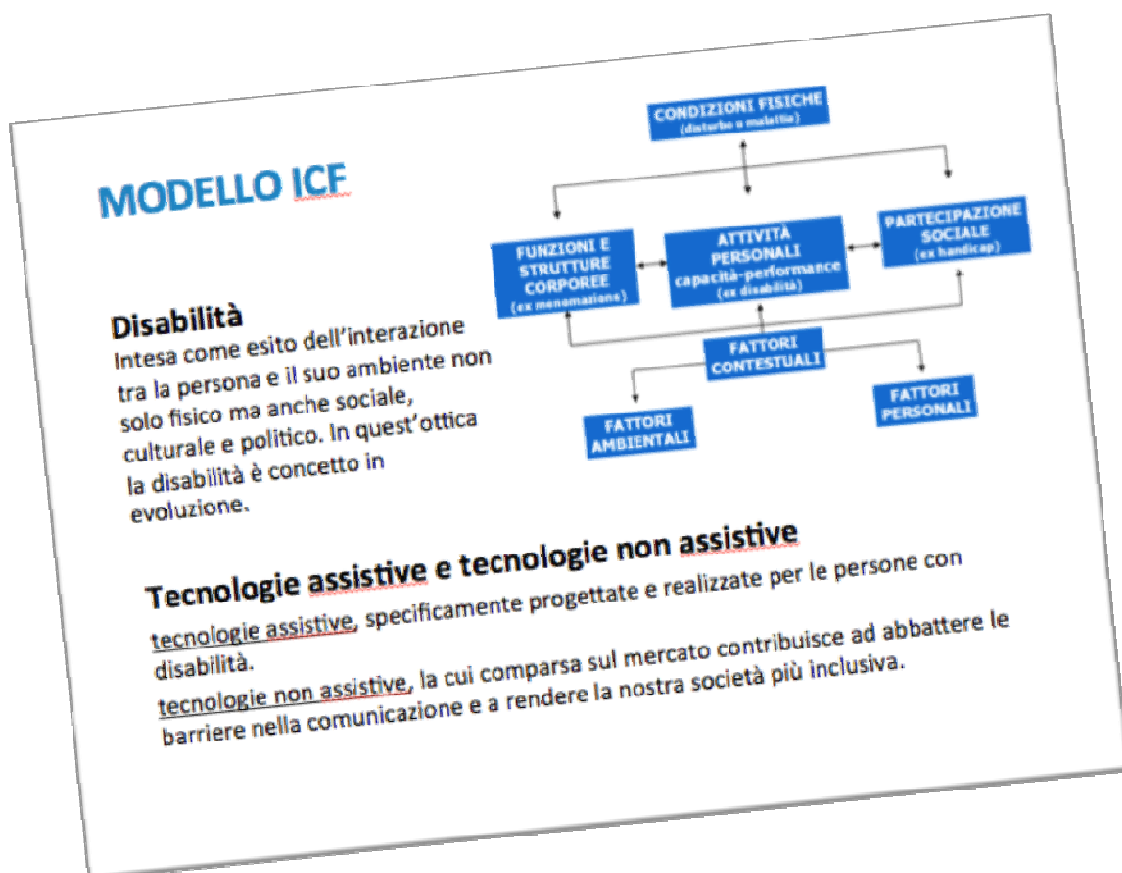 MODELLO ICF
CONDIZIONI FISICHE
(disturbo o malattia)
FUNZIONI E
STRUTTURE
CORPOREE
(ex menomazione)
ATTIVITÀ
PERSONALI
capacità-performance
(ex disabilità)
PARTECIPAZIONE
SOCIALE
(ex handicap)
FATTORI
CONTESTUALI
FATTORI
AMBIENTALI
FATTORI
PERSONALI
Disabilità
Intesa come esito dell'interazione
tra la persona e il suo ambiente non
solo fisico ma anche sociale,
culturale e politico. In quest'ottica
la disabilità è concetto in
evoluzione.
Tecnologie assistive e tecnologie non assistive
tecnologie assistive, specificamente progettate e realizzate per le persone con
disabilità.
tecnologie non assistive, la cui comparsa sul mercato contribuisce ad abbattere le
barriere nella comunicazione e a rendere la nostra società più inclusiva.